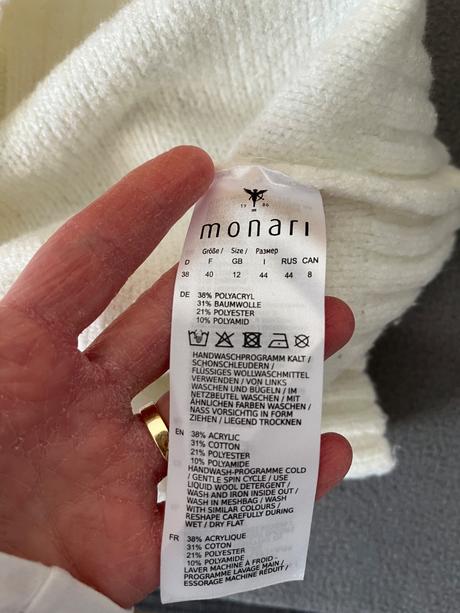 19 86
monari
Größe / Size / Размер
D F GB I RUS CAN
38 40 12 44 44 8
DE 38% POLYACRYL
31% BAUMWOLLE
21% POLYESTER
10% POLYAMID
HANDWASCHPROGRAMM KALT /
SCHONSCHLEUDERN /
FLÜSSIGES WOLLWASCHMITTEL
VERWENDEN / VON LINKS
WASCHEN UND BÜGELN / IM
NETZBEUTEL WASCHEN / MIT
ÄHNLICHEN FARBEN WASCHEN /
NASS VORSICHTIG IN FORM
ZIEHEN / LIEGEND TROCKNEN
EN 38% ACRYLIC
31% COTTON
21% POLYESTER
10% POLYAMIDE
HANDWASH-PROGRAMME COLD
/ GENTLE SPIN CYCLE / USE
LIQUID WOOL DETERGENT /
WASH AND IRON INSIDE OUT /
WASH IN MESHBAG / WASH
WITH SIMILAR COLOURS /
RESHAPE CAREFULLY DURING
WET / DRY FLAT
FR 38% ACRYLIQUE
31% COTON
21% POLYESTER
10% POLYAMIDE
LAVER MACHINE À FROID -
PROGRAMME LAVAGE MAIN /
ESSORAGE MACHINE RÉDUIT /